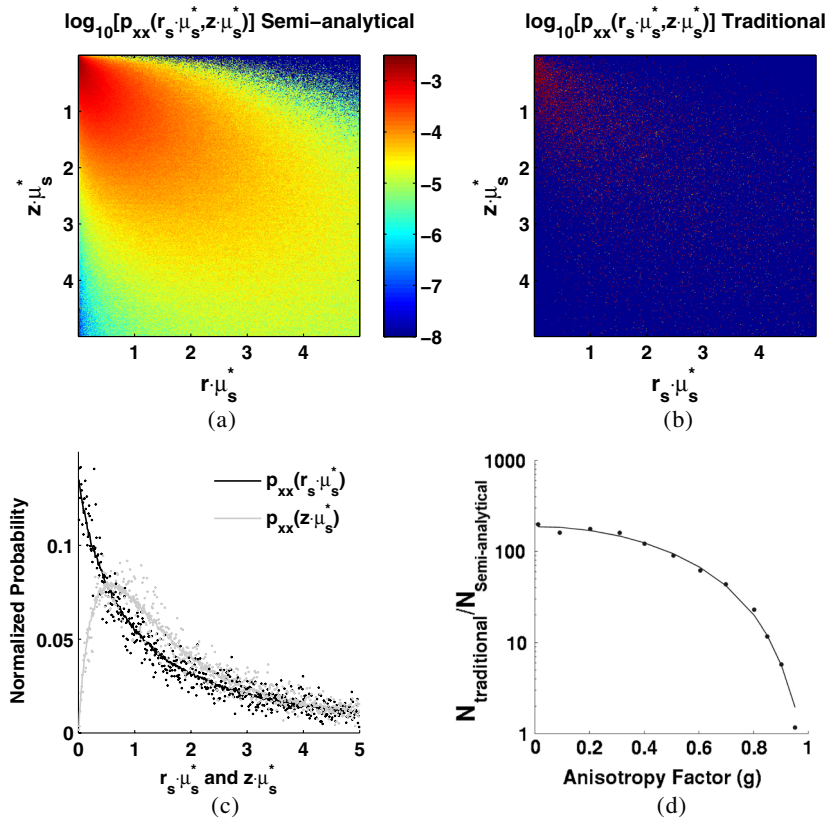 log10[pxx(rs·μs*,z·μs*)] Semi-analytical
log10[pxx(rs·μs*,z·μs*)] Traditional
1
2
3
4
z·μs*
1
2
3
4
r·μs*
-3
-4
-5
-6
-7
-8
(a)
1
2
3
4
z·μs*
1
2
3
4
rs·μs*
(b)
Normalized Probability
0.1
0.05
0
pxx(rs·μs*)
pxx(z·μs*)
0
1
2
3
4
5
rs·μs* and z·μs*
(c)
Ntraditional/NSemi-analytical
1000
100
10
1
0
0.2
0.4
0.6
0.8
1
Anisotropy Factor (g)
(d)